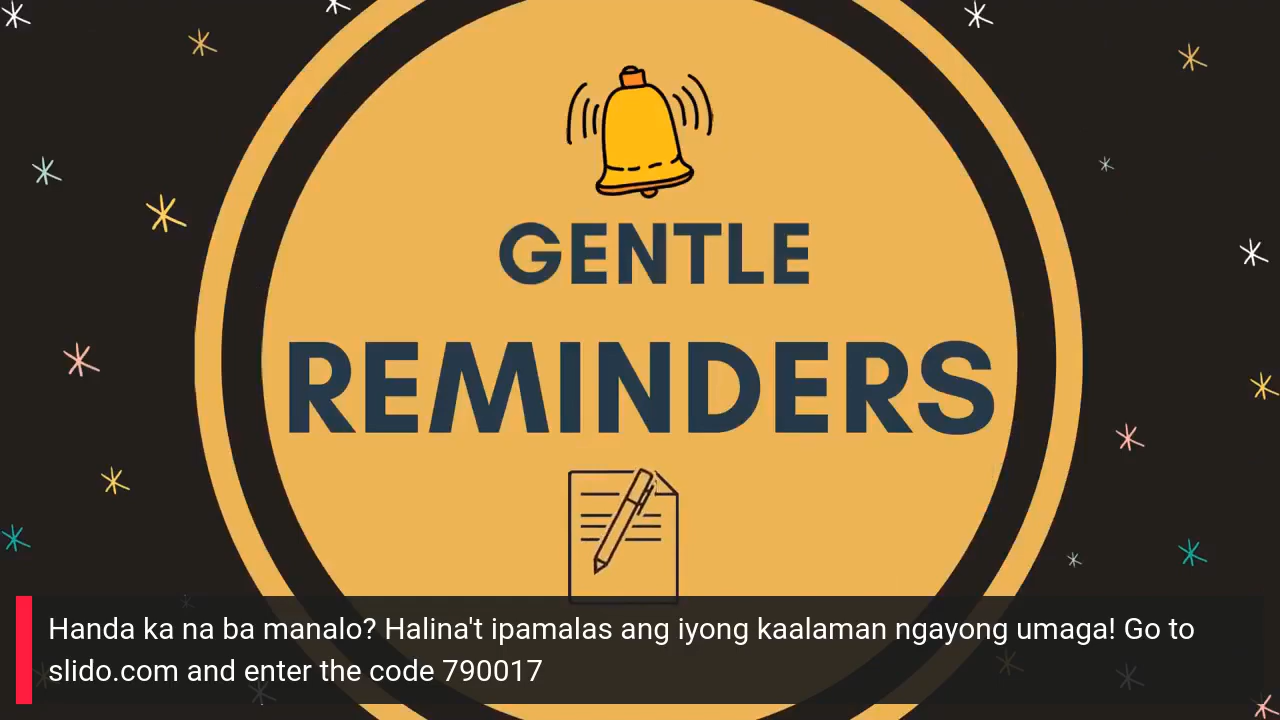 GENTLE
REMINDERS
Handa ka na ba manalo? Halina't ipamalas ang iyong kaalaman ngayong umaga! Go to
slido.com and enter the code 790017